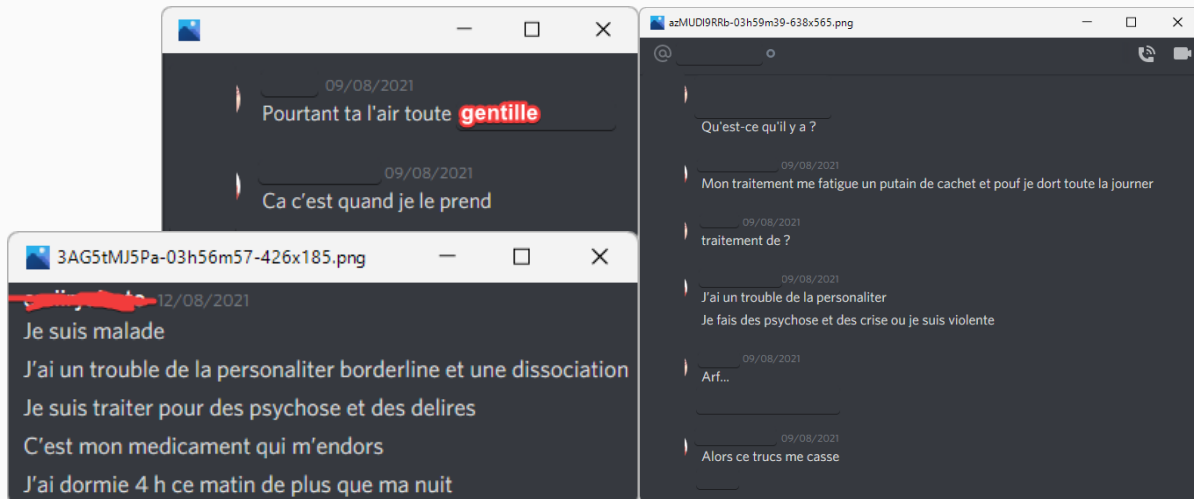 09/08/2021
Pourtant ta l'air toute gentille
09/08/2021
Ca c'est quand je le prend
3AG5tMJ5Pa-03h56m57-426x185.png
12/08/2021
Je suis malade
J'ai un trouble de la personaliter borderline et une dissociation
Je suis traiter pour des psychose et des delires
C'est mon medicament qui m'endors
J'ai dormie 4 h ce matin de plus que ma nuit
azMUDI9RRb-03h59m39-638x565.png
@
Qu'est-ce qu'il y a ?
09/08/2021
Mon traitement me fatigue un putain de cachet et pouf je dort toute la journer
09/08/2021
traitement de ?
09/08/2021
J'ai un trouble de la personaliter
Je fais des psychose et des crise ou je suis violente
09/08/2021
Arf...
09/08/2021
Alors ce trucs me casse